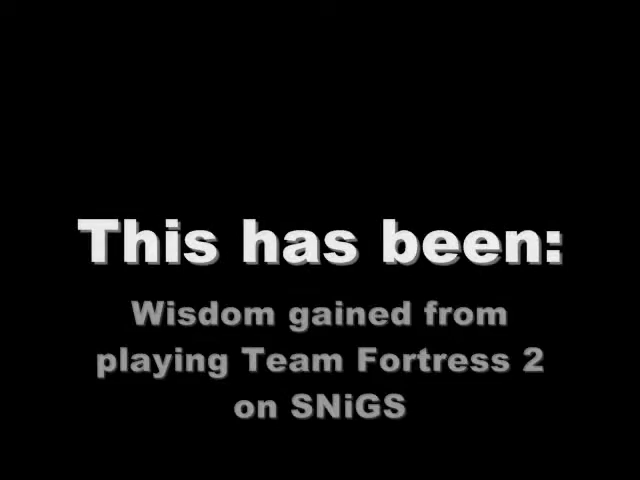 This has been:
Wisdom gained from
playing Team Fortress 2
on SNiGS